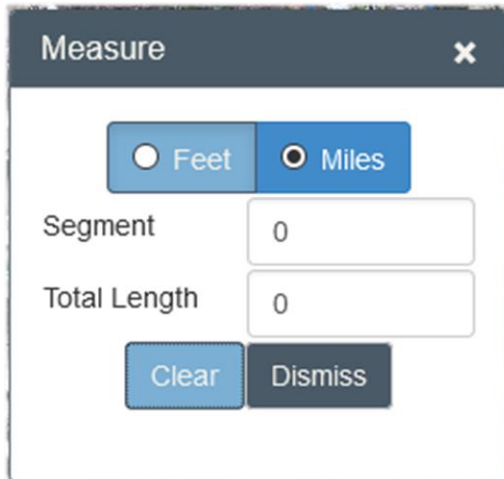 Measure ×
Feet Miles
Segment 0
Total Length 0
Clear Dismiss